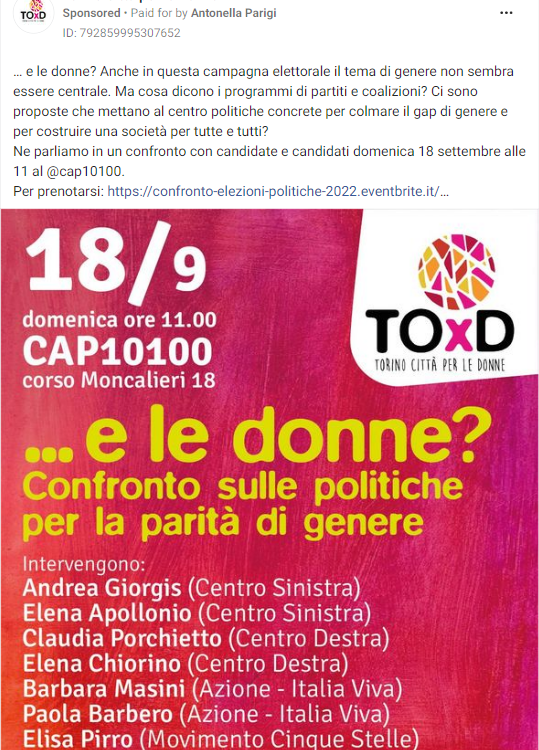 TOxD
Sponsored • Paid for by Antonella Parigi
ID: 792859995307652
... e le donne? Anche in questa campagna elettorale il tema di genere non sembra
essere centrale. Ma cosa dicono i programmi di partiti e coalizioni? Ci sono
proposte che mettano al centro politiche concrete per colmare il gap di genere e
per costruire una società per tutte e tutti?
Ne parliamo in un confronto con candidate e candidati domenica 18 settembre alle
11 al @cap10100.
Per prenotarsi: https://confronto-elezioni-politiche-2022.eventbrite.it/...
18/9
domenica ore 11.00
CAP10100
corso Moncalieri 18
TOxD
TORINO CITTÀ PER LE DONNE
... e le donne?
Confronto sulle politiche
per la parità di genere
Intervengono:
Andrea Giorgis (Centro Sinistra)
Elena Apollonio (Centro Sinistra)
Claudia Porchietto (Centro Destra)
Elena Chiorino (Centro Destra)
Barbara Masini (Azione - Italia Viva)
Paola Barbero (Azione - Italia Viva)
Elisa Pirro (Movimento Cinque Stelle)